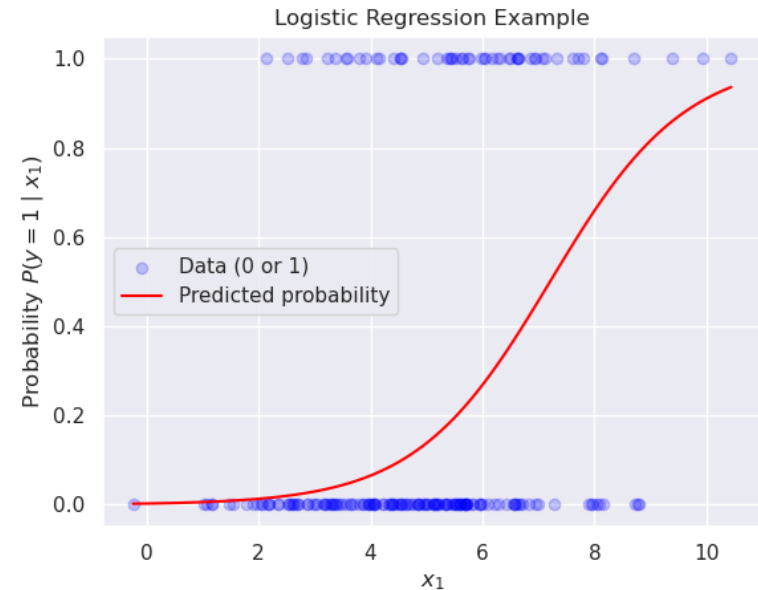 Logistic Regression Example
Probability P(y = 1 | x₁)
1.0
0.8
0.6
0.4
0.2
0.0
Data (0 or 1)
Predicted probability
0 2 4 6 8 10
x₁